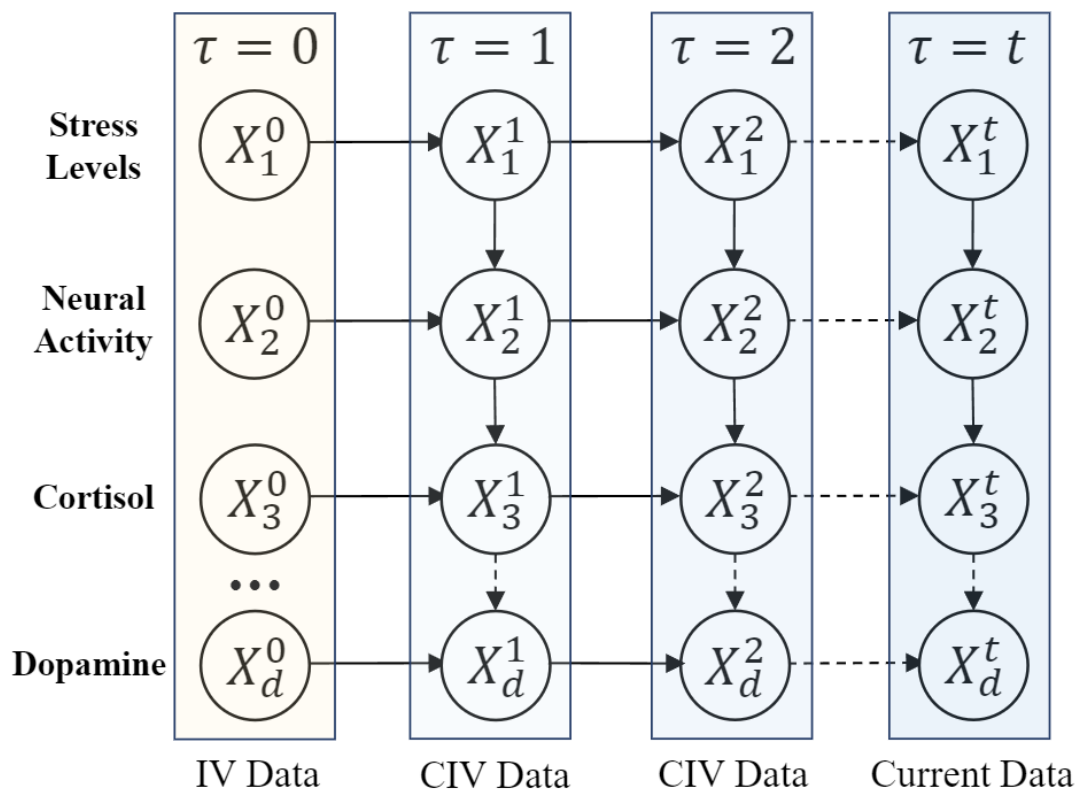 τ = 0 τ = 1 τ = 2 τ = t
Stress
Levels
X₁⁰ X₁¹ X₁² X₁ᵗ
Neural
Activity
X₂⁰ X₂¹ X₂² X₂ᵗ
Cortisol
X₃⁰ X₃¹ X₃² X₃ᵗ
...
Dopamine
X_d⁰ X_d¹ X_d² X_dᵗ
IV Data CIV Data CIV Data Current Data